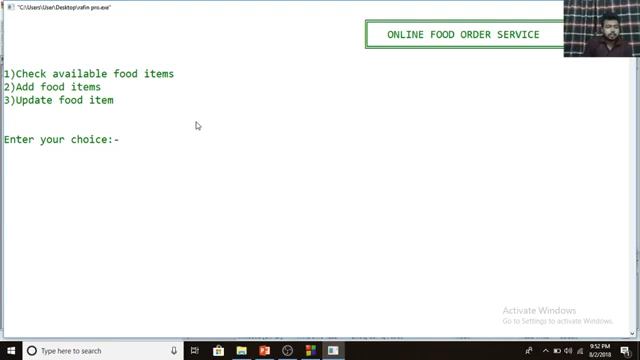 "C:\Users\User\Desktop\rafin pro.exe"
ONLINE FOOD ORDER SERVICE
1)Check available food items
2)Add food items
3)Update food item
Enter your choice:-
Activate Windows
Go to Settings to activate Windows.
Type here to search
9:52 PM
8/2/2018